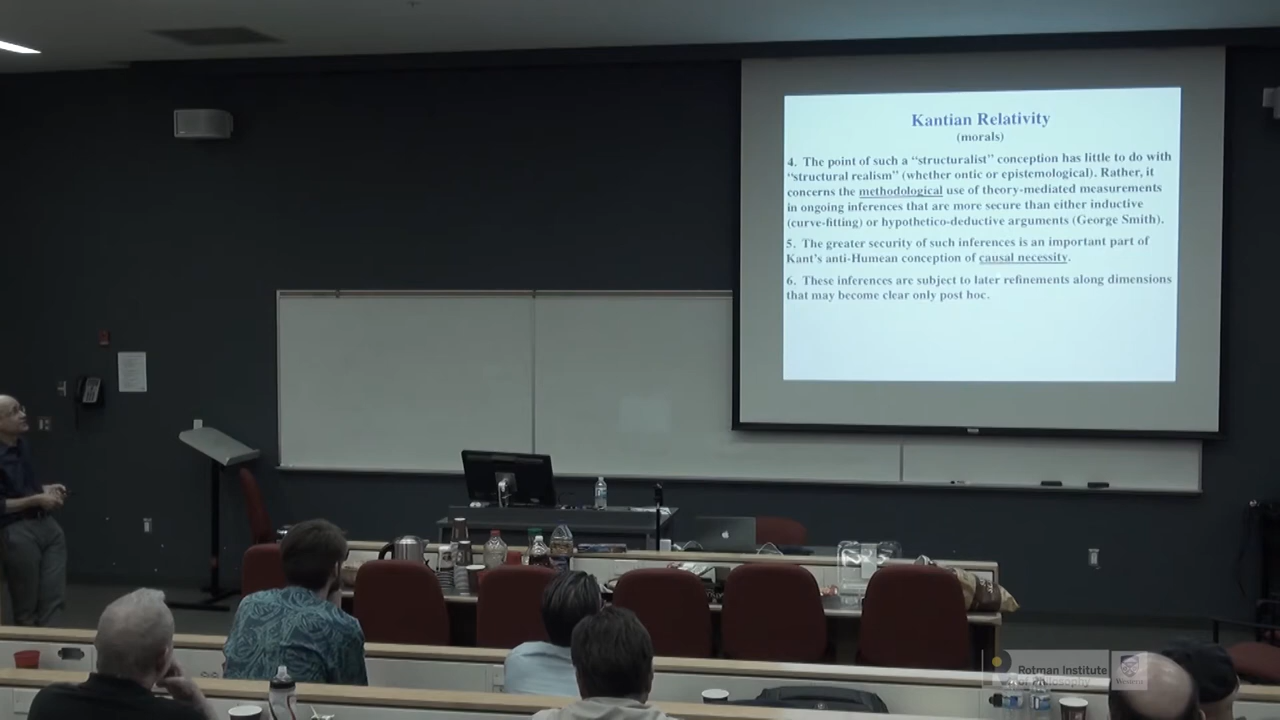 Kantian Relativity
(morals)
4. The point of such a “structuralist” conception has little to do with
“structural realism” (whether ontic or epistemological). Rather, it
concerns the methodological use of theory-mediated measurements
in ongoing inferences that are more secure than either inductive
(curve-fitting) or hypothetico-deductive arguments (George Smith).
5. The greater security of such inferences is an important part of
Kant's anti-Humean conception of causal necessity.
6. These inferences are subject to later refinements along dimensions
that may become clear only post hoc.
Rotman Institute
of Philosophy